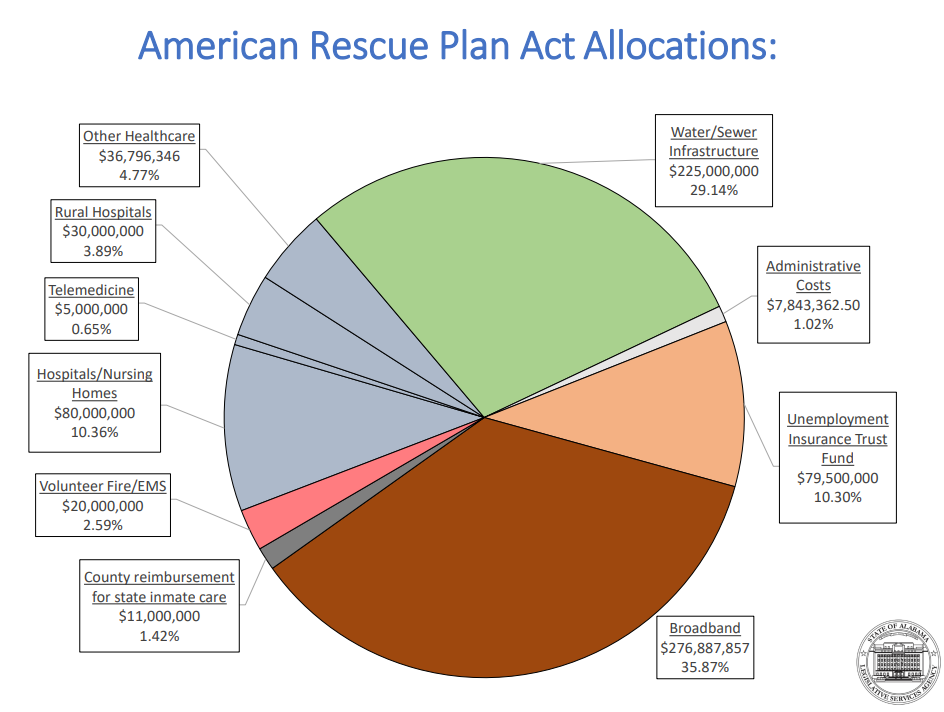 American Rescue Plan Act Allocations:
Other Healthcare
$36,796,346
4.77%
Rural Hospitals
$30,000,000
3.89%
Telemedicine
$5,000,000
0.65%
Hospitals/Nursing
Homes
$80,000,000
10.36%
Volunteer Fire/EMS
$20,000,000
2.59%
County reimbursement
for state inmate care
$11,000,000
1.42%
Water/Sewer
Infrastructure
$225,000,000
29.14%
Administrative
Costs
$7,843,362.50
1.02%
Unemployment
Insurance Trust
Fund
$79,500,000
10.30%
Broadband
$276,887,857
35.87%
STATE OF ALABAMA
LEGISLATIVE SERVICES AGENCY